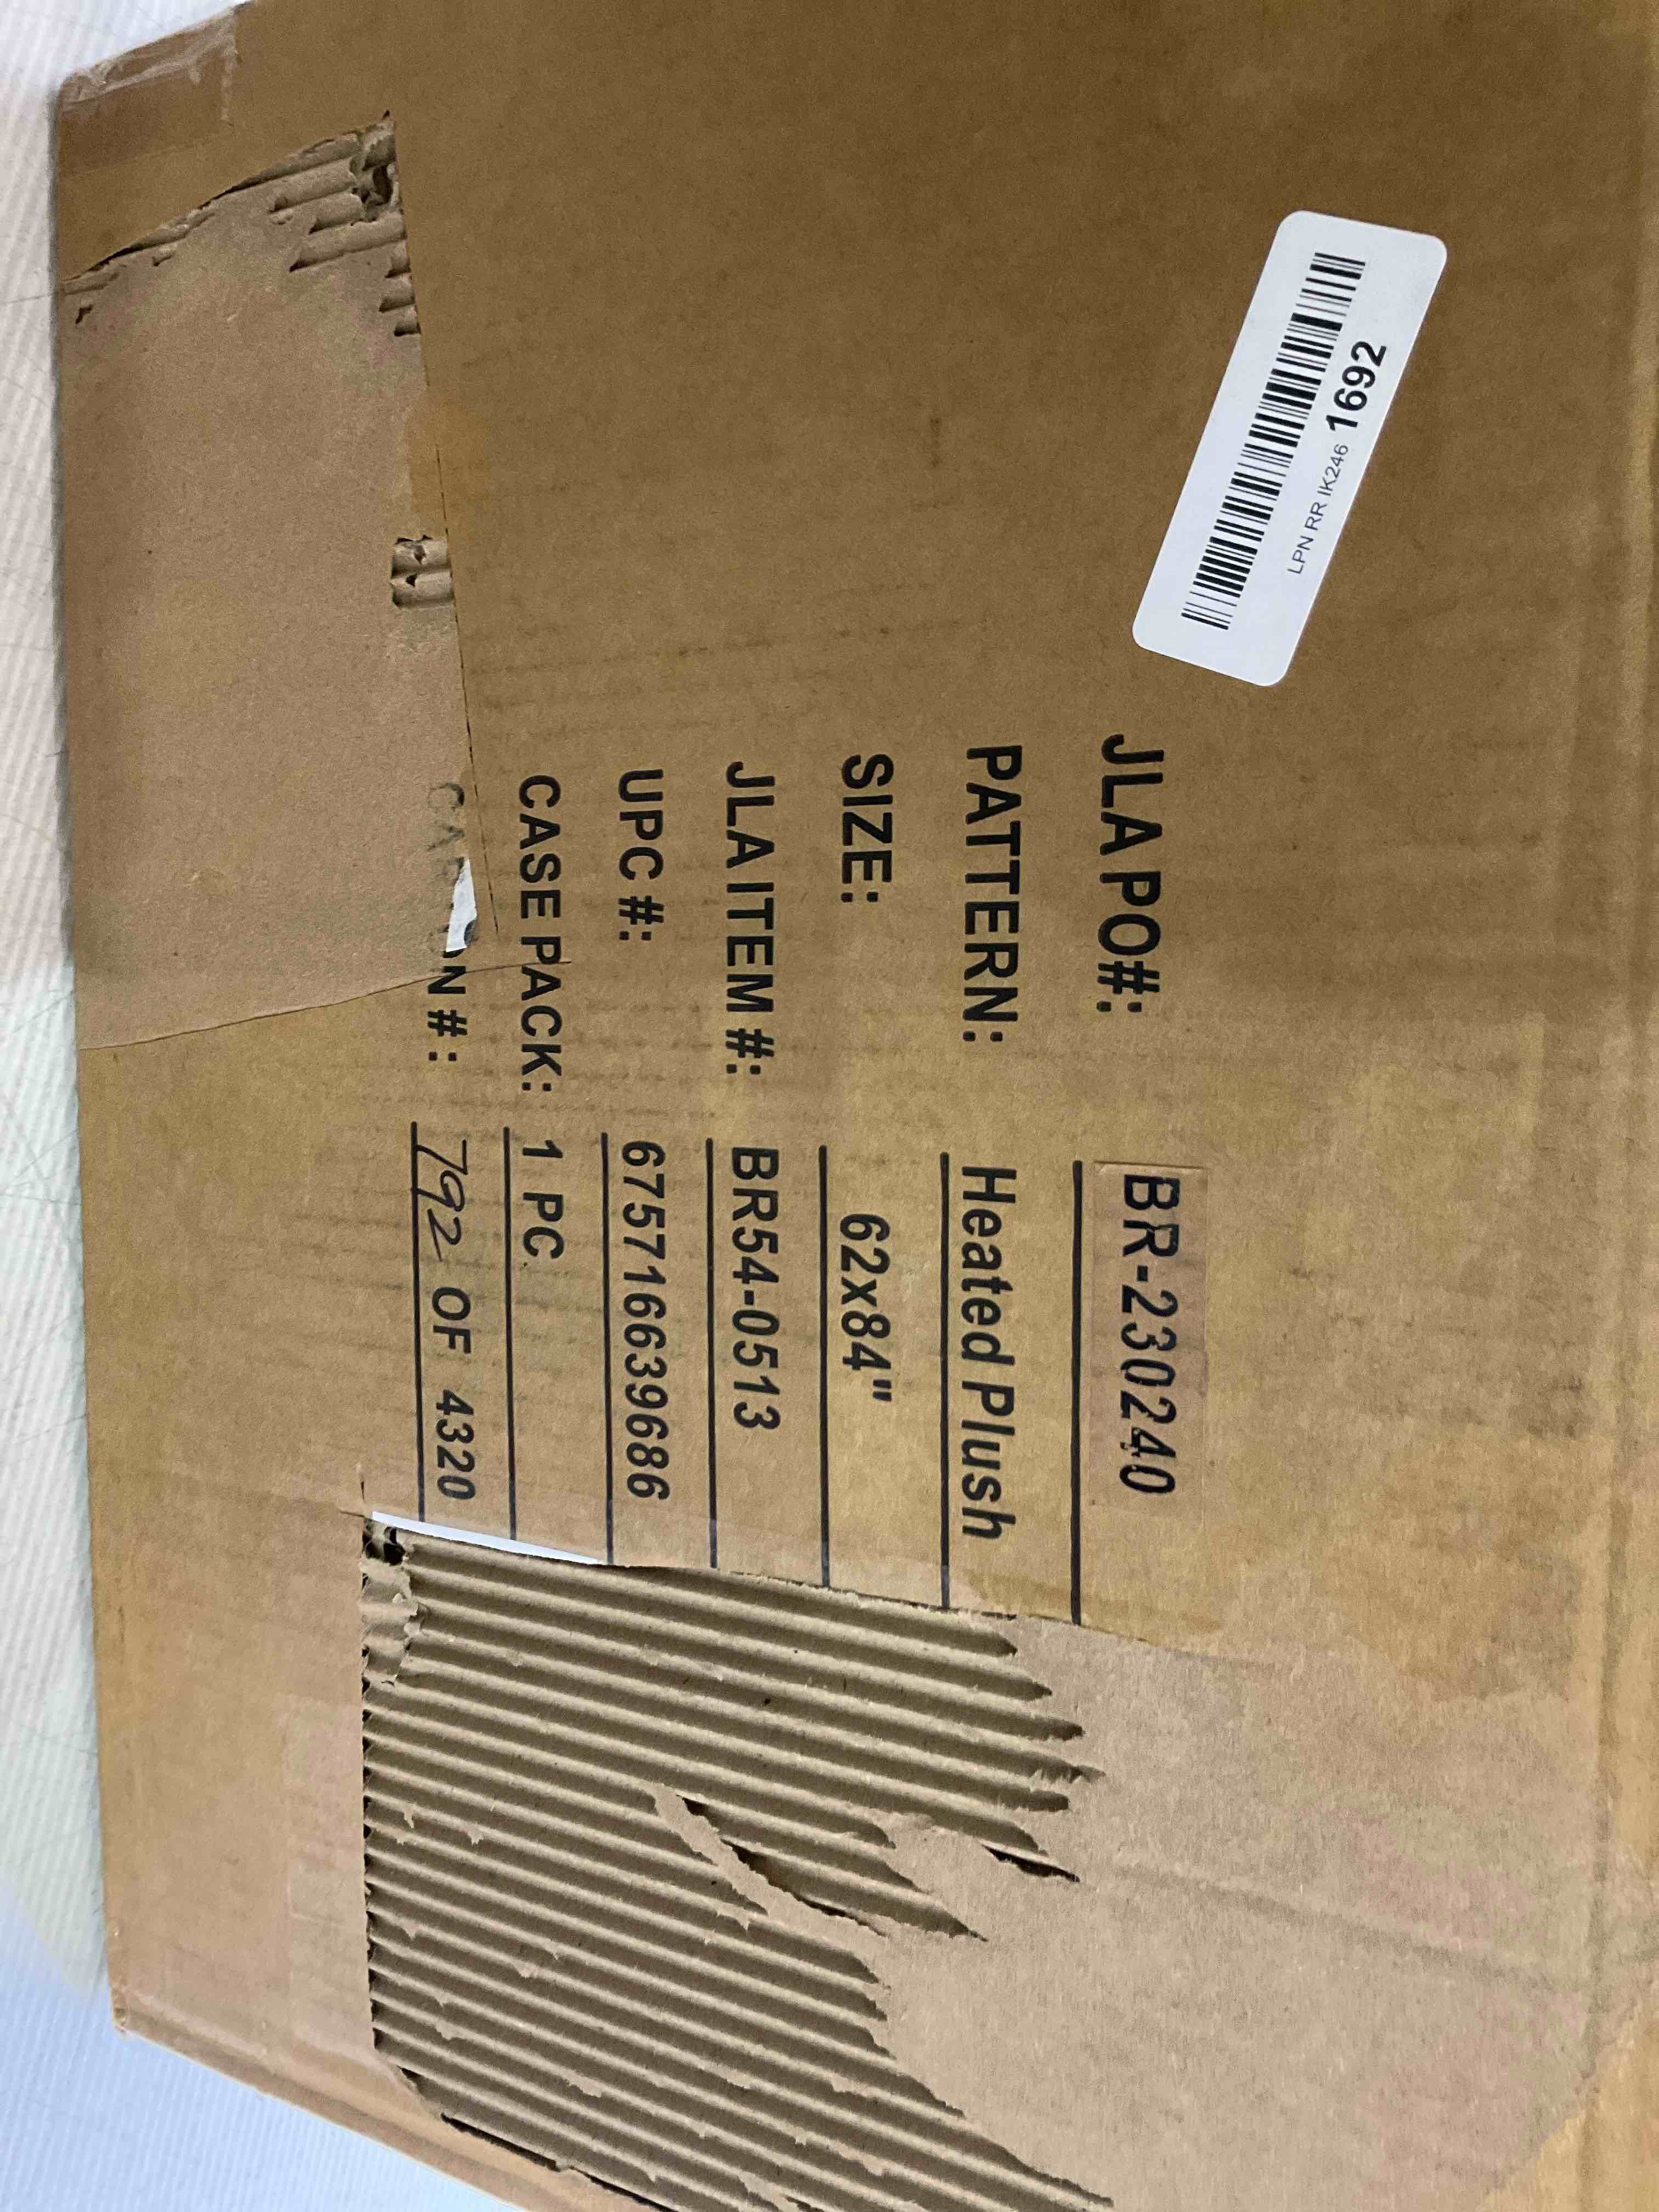 LPN RR IK246 1692
JLA PO#: BR-230240
PATTERN: Heated Plush
SIZE: 62x84"
JLA ITEM #: BR54-0513
UPC #: 675716639686
CASE PACK: 1 PC
CARTON #: 792 OF 4320